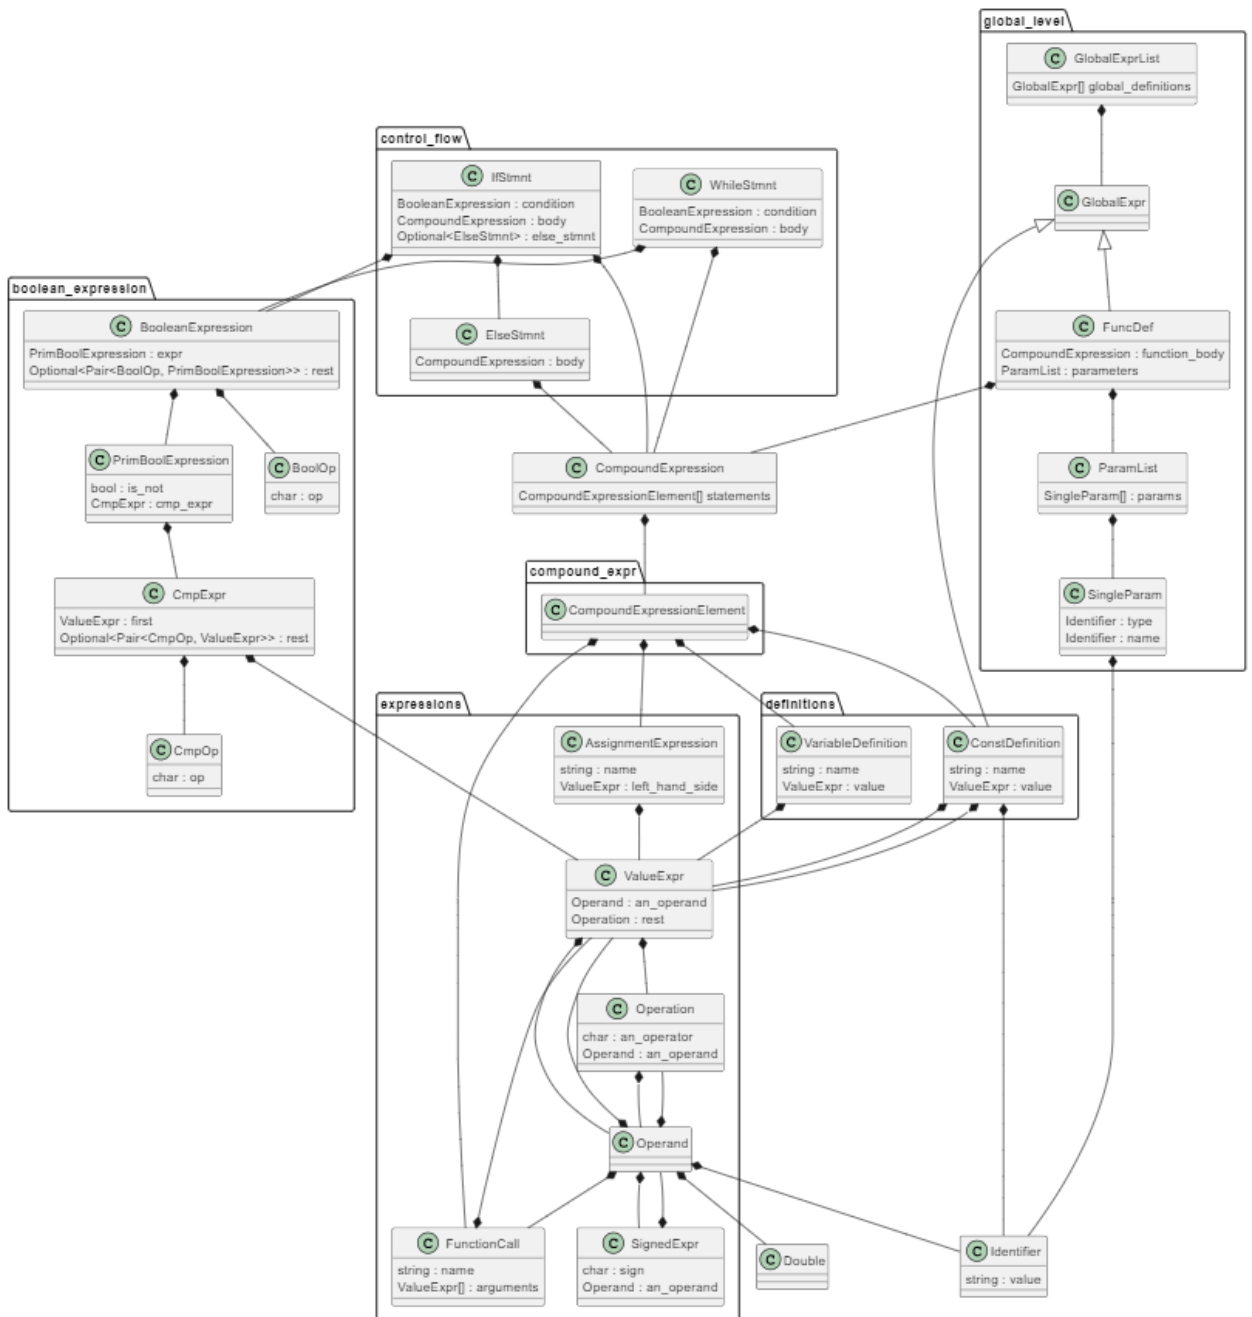 global_level
C GlobalExprList
GlobalExpr[] global_definitions
C GlobalExpr
C FuncDef
CompoundExpression : function_body
ParamList : parameters
C ParamList
SingleParam[] : params
C SingleParam
Identifier : type
Identifier : name
control_flow
C IfStmnt
BooleanExpression : condition
CompoundExpression : body
Optional<ElseStmnt> : else_stmnt
C WhileStmnt
BooleanExpression : condition
CompoundExpression : body
C ElseStmnt
CompoundExpression : body
boolean_expression
C BooleanExpression
PrimBoolExpression : expr
Optional<Pair<BoolOp, PrimBoolExpression>> : rest
C PrimBoolExpression
bool : is_not
CmpExpr : cmp_expr
C BoolOp
char : op
C CmpExpr
ValueExpr : first
Optional<Pair<CmpOp, ValueExpr>> : rest
C CmpOp
char : op
C CompoundExpression
CompoundExpressionElement[] statements
compound_expr
C CompoundExpressionElement
expressions
C AssignmentExpression
string : name
ValueExpr : left_hand_side
definitions
C VariableDefinition
string : name
ValueExpr : value
C ConstDefinition
string : name
ValueExpr : value
C ValueExpr
Operand : an_operand
Operation : rest
C Operation
char : an_operator
Operand : an_operand
C Operand
C FunctionCall
string : name
ValueExpr[] : arguments
C SignedExpr
char : sign
Operand : an_operand
C Double
C Identifier
string : value